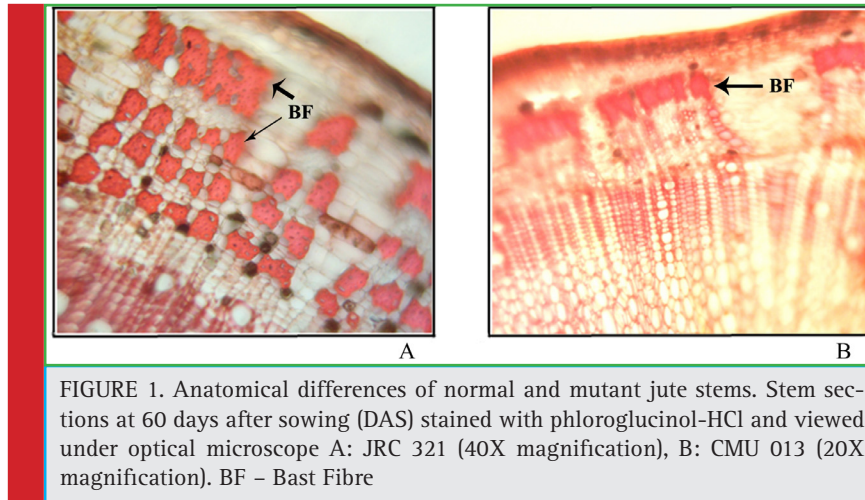 BF
BF
A
B
FIGURE 1. Anatomical differences of normal and mutant jute stems. Stem sec-
tions at 60 days after sowing (DAS) stained with phloroglucinol-HCl and viewed
under optical microscope A: JRC 321 (40X magnification), B: CMU 013 (20X
magnification). BF – Bast Fibre